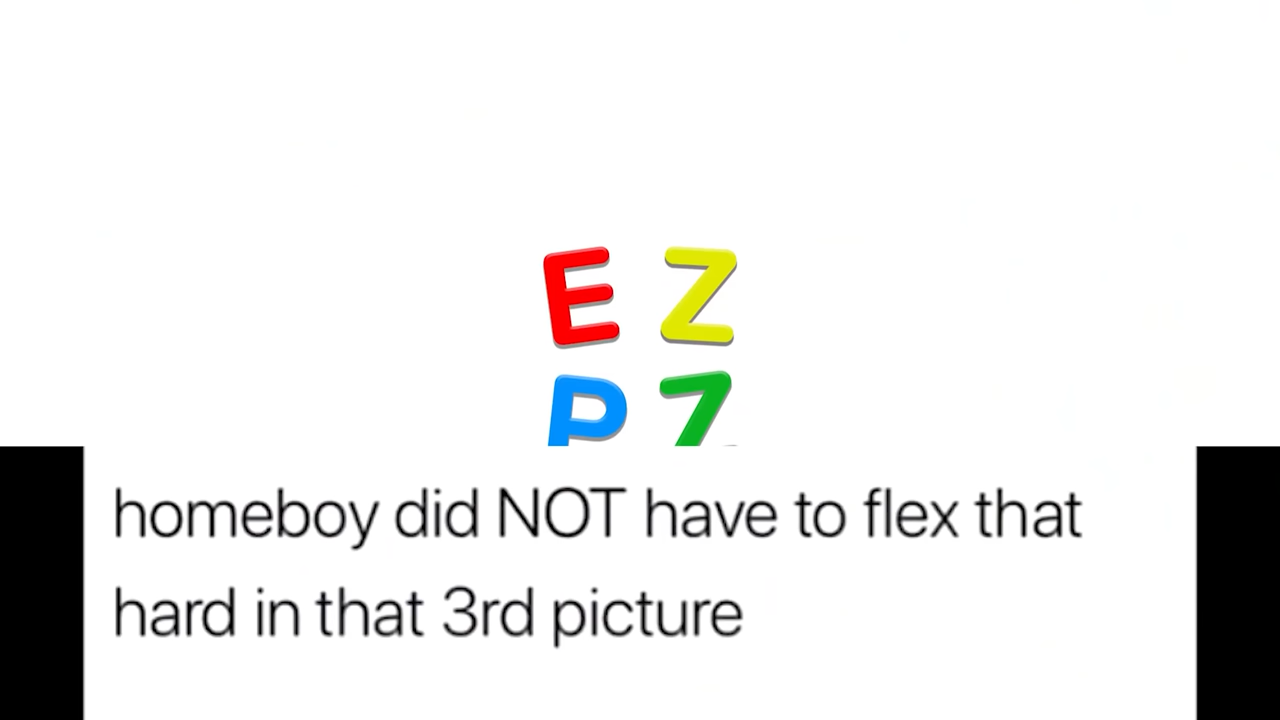 E Z
P Z
homeboy did NOT have to flex that
hard in that 3rd picture